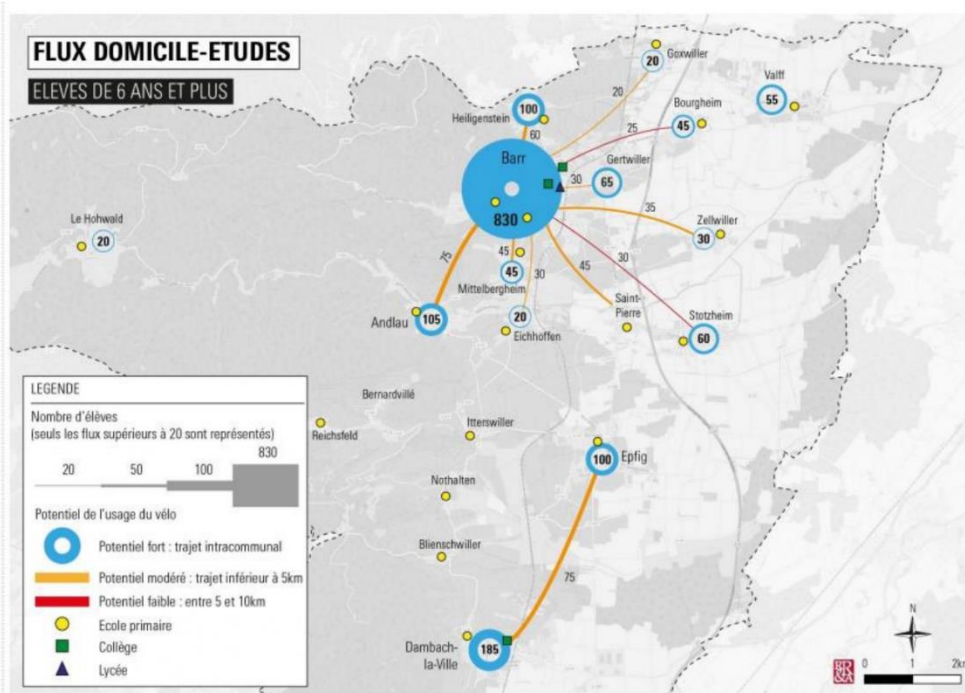 FLUX DOMICILE-ETUDES
ELEVES DE 6 ANS ET PLUS
Goxwiller
20
Valff
55
20
Bourgheim
45
25
100
Heiligenstein
60
Barr
830
Gertwiller
65
30
35
Zellwiller
30
Le Hohwald
20
75
45
45
Mittelbergheim
30
45
30
Andlau
105
20
Eichhoffen
Saint-
Pierre
Stotzheim
60
Bernardvillé
Reichsfeld
Itterswiller
100
Epfig
Nothalten
Blienschwiller
75
Dambach-
la-Ville
185
LEGENDE
Nombre d'élèves
(seuls les flux supérieurs à 20 sont représentés)
20
50
100
830
Potentiel de l'usage du vélo
Potentiel fort : trajet intracommunal
Potentiel modéré : trajet inférieur à 5km
Potentiel faible : entre 5 et 10km
Ecole primaire
Collège
Lycée
N
0
1
2km